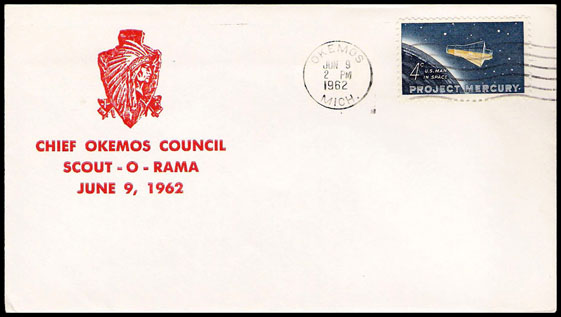 CHIEF OKEMOS COUNCIL
SCOUT - O - RAMA
JUNE 9, 1962
OKEMOS
JUN 9
2 PM
1962
MICH.
4¢
U.S. MAN
IN SPACE
PROJECT MERCURY